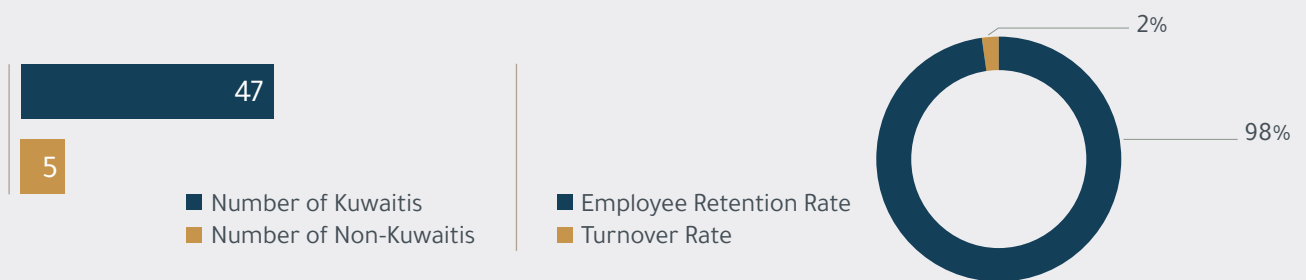 47
5
Number of Kuwaitis
Number of Non-Kuwaitis
Employee Retention Rate
Turnover Rate
2%
98%